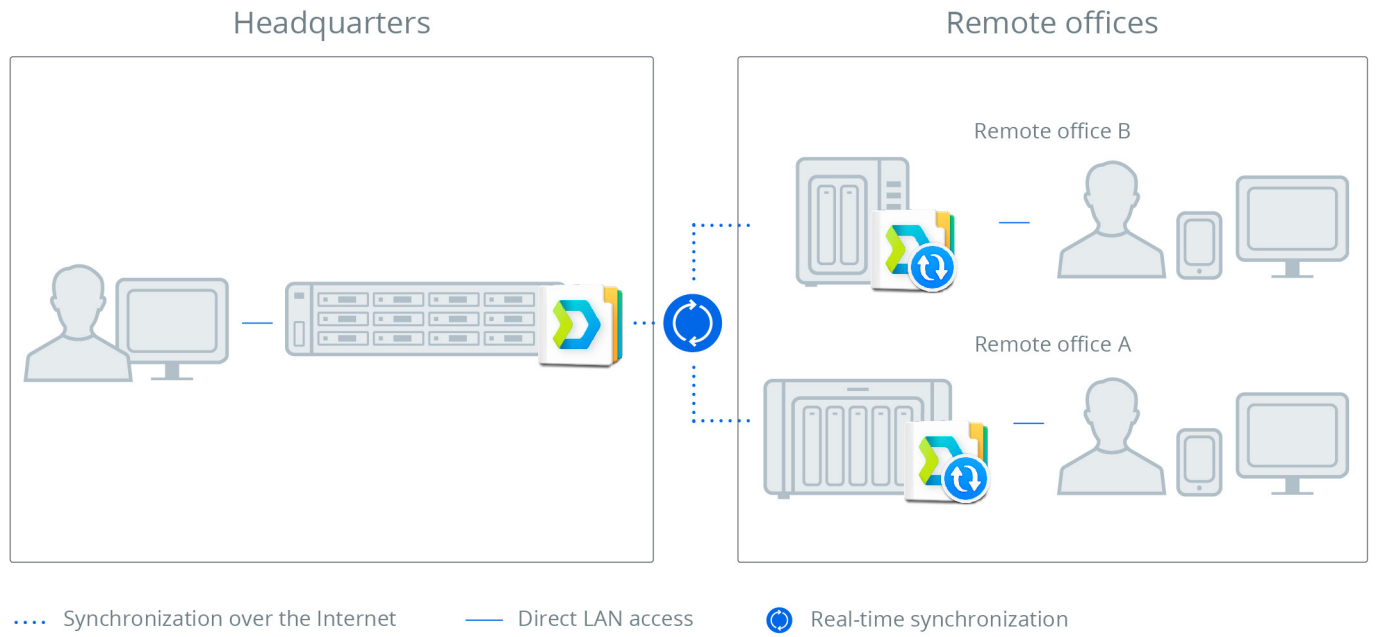 Headquarters
Remote offices
Remote office B
Remote office A
Synchronization over the Internet
Direct LAN access
Real-time synchronization